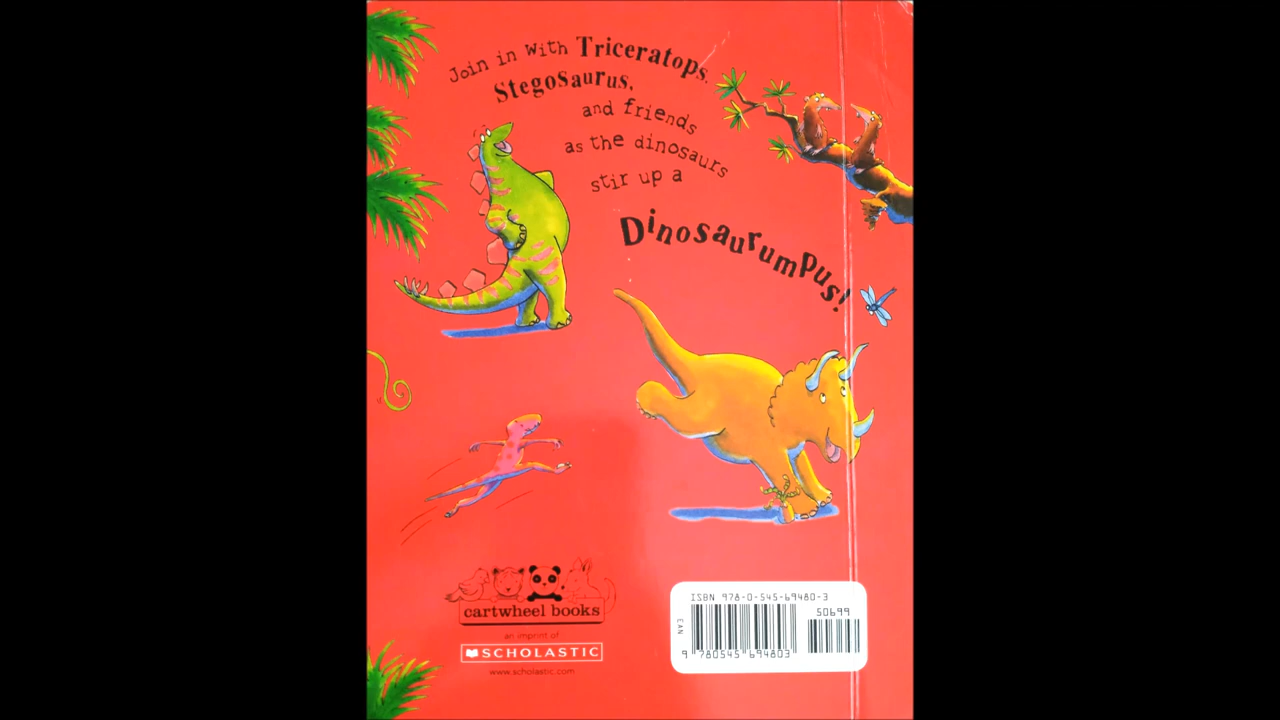 Join in with Triceratops,
Stegosaurus,
and friends
as the dinosaurs
stir up a
Dinosaurumpus!
cartwheel books
an imprint of
SCHOLASTIC
www.scholastic.com
ISBN 978-0-545-69480-3
50699
EAN
9 780545 694803